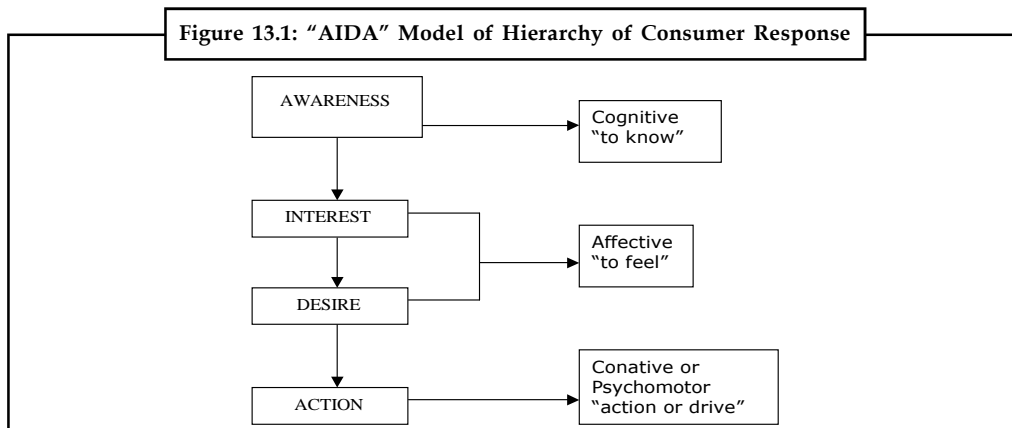 Figure 13.1: “AIDA” Model of Hierarchy of Consumer Response
AWARENESS
Cognitive
“to know”
INTEREST
Affective
“to feel”
DESIRE
Conative or
Psychomotor
“action or drive”
ACTION